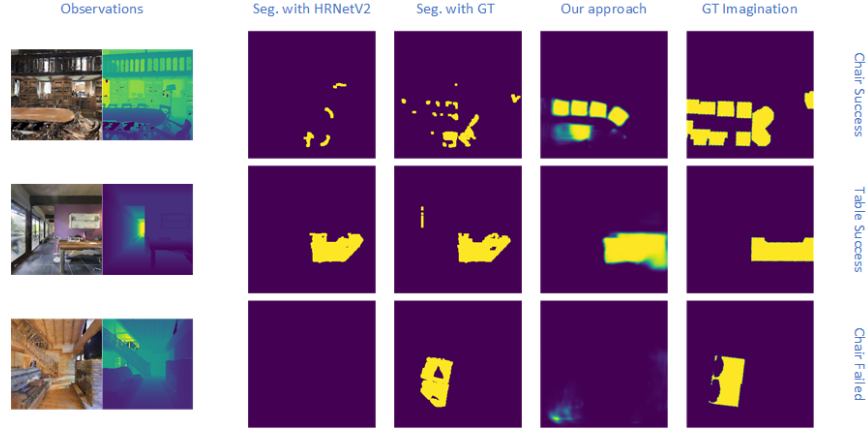 Observations
Seg. with HRNetV2
Seg. with GT
Our approach
GT Imagination
Chair Success
Table Success
Chair Failed